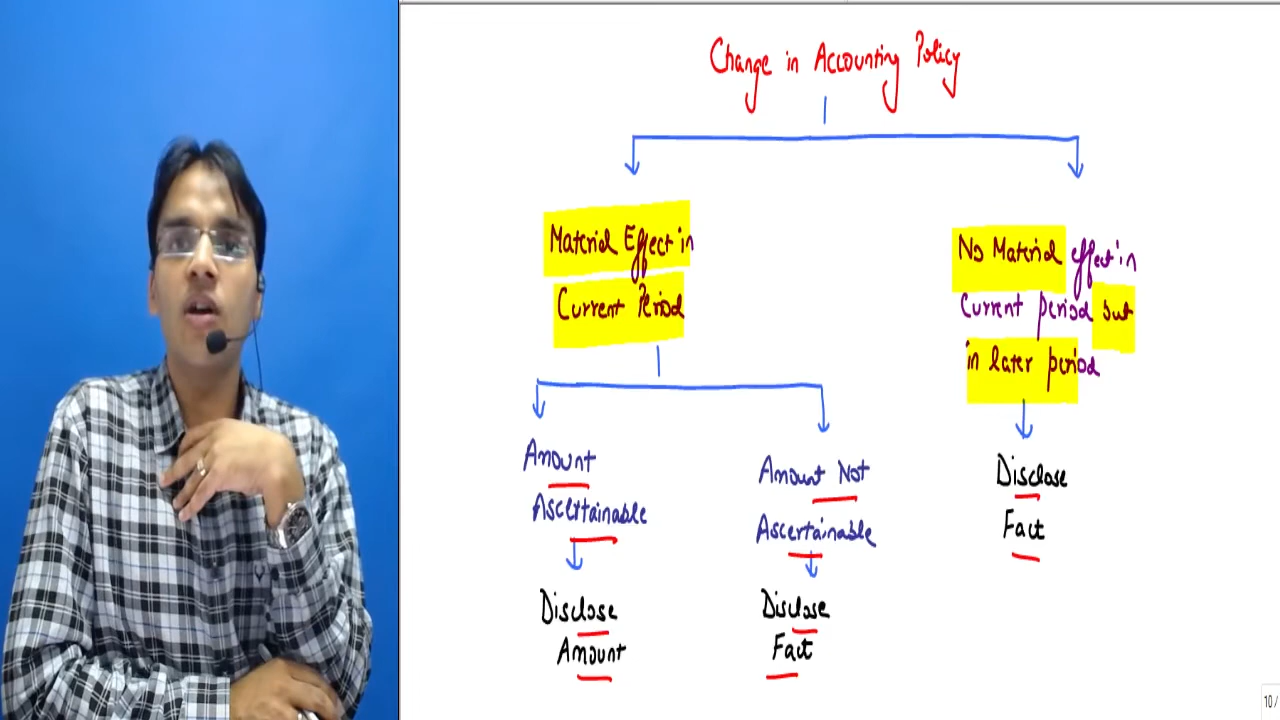 Change in Accounting Policy
Material Effect in
Current Period
No Material effect in
Current period but
in later period
Amount
Ascertainable
Disclose
Amount
Amount Not
Ascertainable
Disclose
Fact
Disclose
Fact
10/